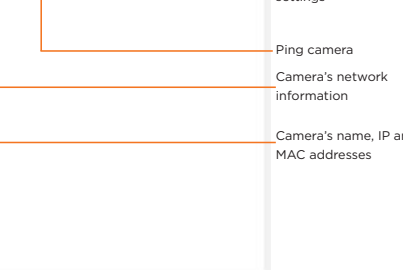 Ping camera
Camera’s network
information
Camera’s name, IP
MAC addresses